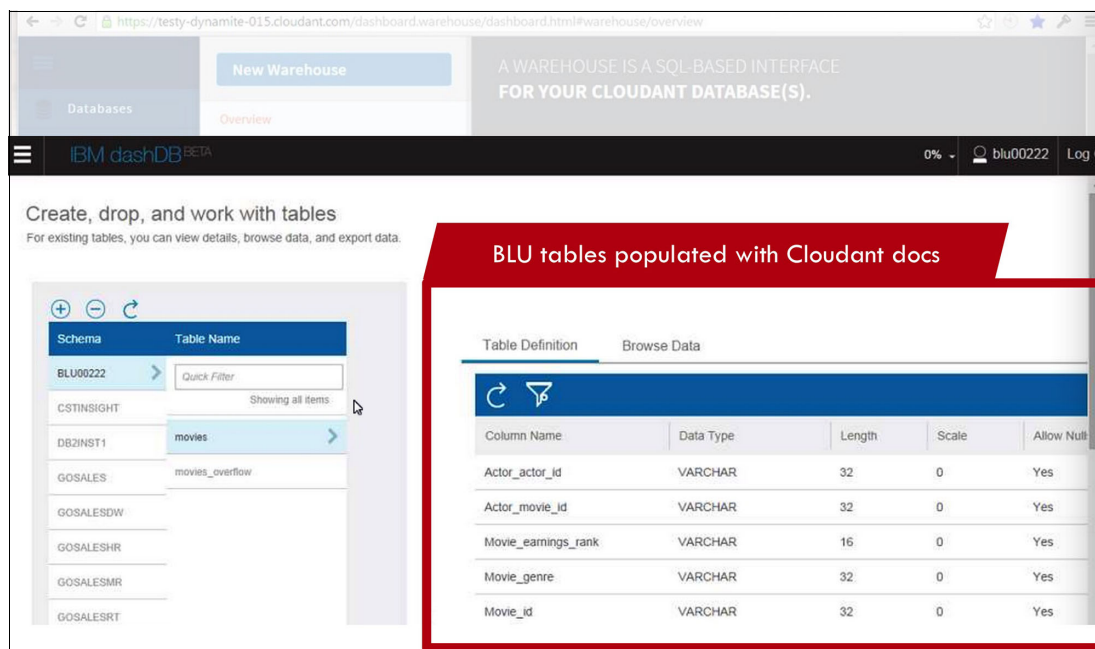 https://testy-dynamite-015.cloudant.com/dashboard.warehouse/dashboard.html#warehouse/overview
New Warehouse
A WAREHOUSE IS A SQL-BASED INTERFACE
FOR YOUR CLOUDANT DATABASE(S).
Databases
Overview
IBM dashDB BETA
0%
blu00222
Log
Create, drop, and work with tables
For existing tables, you can view details, browse data, and export data.
BLU tables populated with Cloudant docs
Schema
Table Name
BLU00222
Quick Filter
Showing all items
CSTINSIGHT
DB2INST1
movies
GOSALES
movies_overflow
GOSALESDW
GOSALESHR
GOSALESMR
GOSALESRT
Table Definition
Browse Data
Column Name Data Type Length Scale Allow Null
Actor_actor_id VARCHAR 32 0 Yes
Actor_movie_id VARCHAR 32 0 Yes
Movie_earnings_rank VARCHAR 16 0 Yes
Movie_genre VARCHAR 32 0 Yes
Movie_id VARCHAR 32 0 Yes